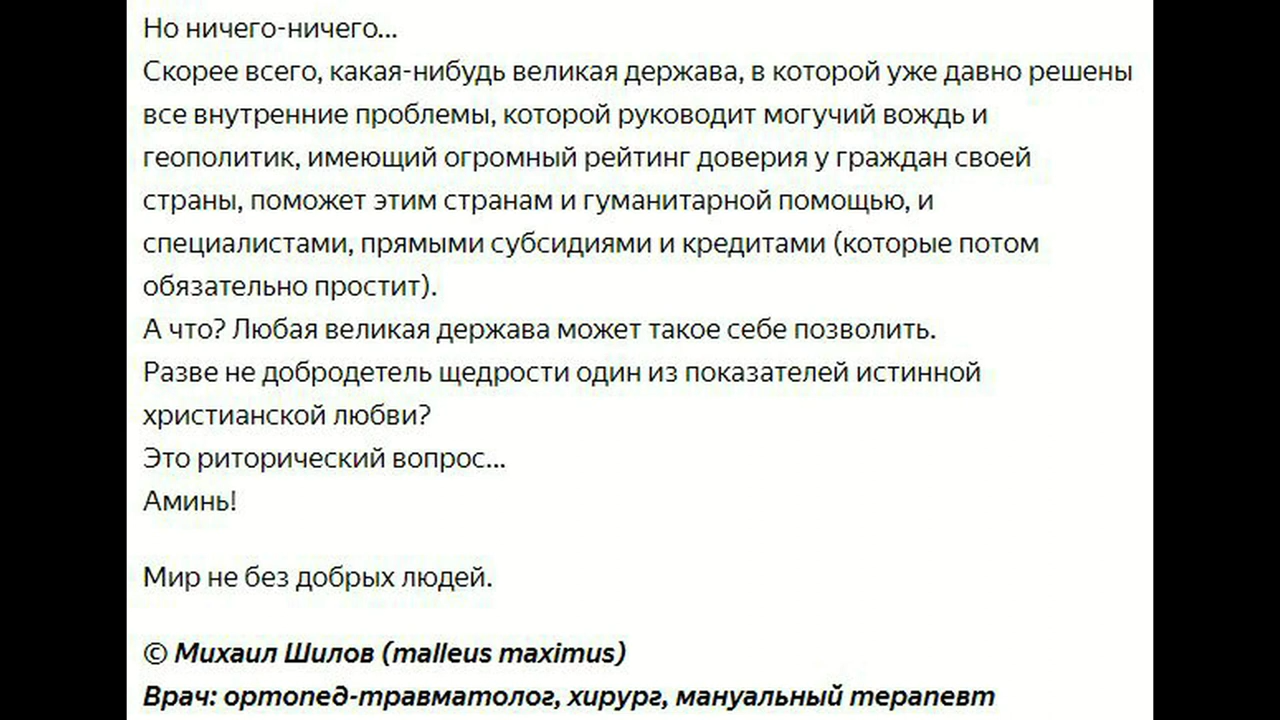 Но ничего-ничего...
Скорее всего, какая-нибудь великая держава, в которой уже давно решены
все внутренние проблемы, которой руководит могучий вождь и
геополитик, имеющий огромный рейтинг доверия у граждан своей
страны, поможет этим странам и гуманитарной помощью, и
специалистами, прямыми субсидиями и кредитами (которые потом
обязательно простит).
А что? Любая великая держава может такое себе позволить.
Разве не добродетель щедрости один из показателей истинной
христианской любви?
Это риторический вопрос...
Аминь!
Мир не без добрых людей.
© Михаил Шилов (malleus maximus)
Врач: ортопед-травматолог, хирург, мануальный терапевт